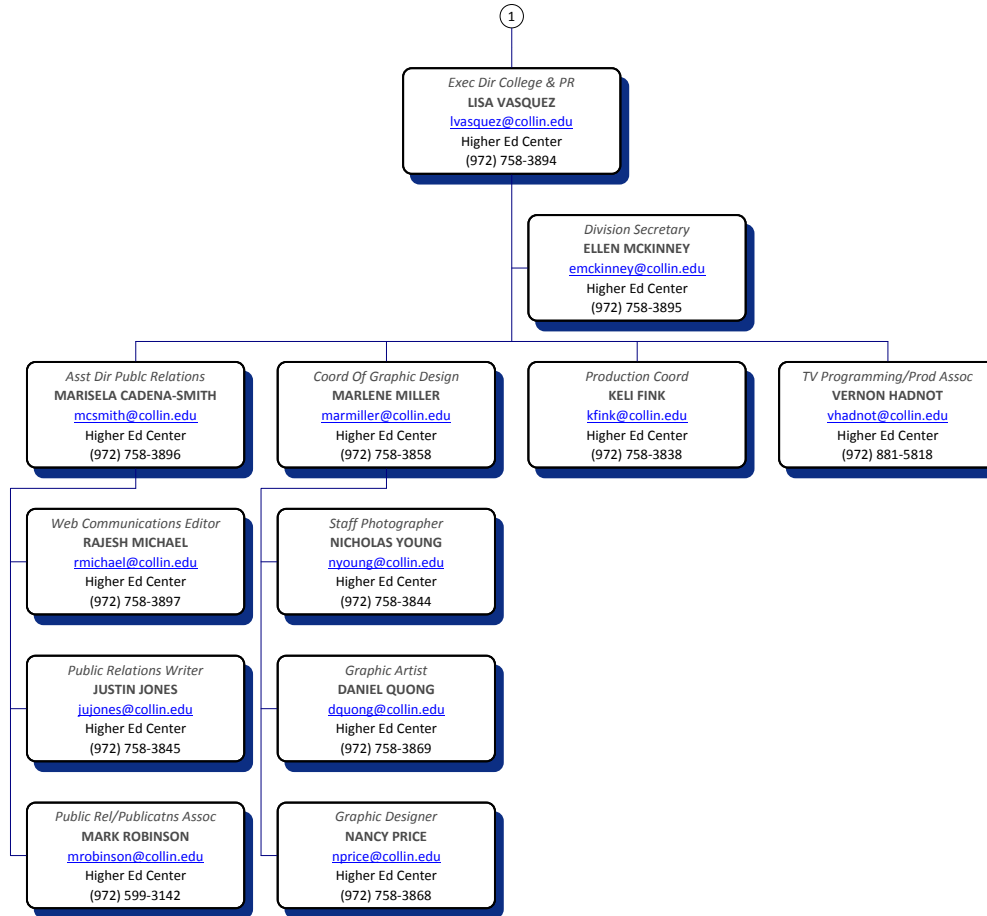 1
Exec Dir College & PR
LISA VASQUEZ
lvasquez@collin.edu
Higher Ed Center
(972) 758-3894
Division Secretary
ELLEN MCKINNEY
emckinney@collin.edu
Higher Ed Center
(972) 758-3895
Asst Dir Publc Relations
MARISELA CADENA-SMITH
mcsmith@collin.edu
Higher Ed Center
(972) 758-3896
Coord Of Graphic Design
MARLENE MILLER
marmiller@collin.edu
Higher Ed Center
(972) 758-3858
Production Coord
KELI FINK
kfink@collin.edu
Higher Ed Center
(972) 758-3838
TV Programming/Prod Assoc
VERNON HADNOT
vhadnot@collin.edu
Higher Ed Center
(972) 881-5818
Web Communications Editor
RAJESH MICHAEL
rmichael@collin.edu
Higher Ed Center
(972) 758-3897
Staff Photographer
NICHOLAS YOUNG
nyoung@collin.edu
Higher Ed Center
(972) 758-3844
Public Relations Writer
JUSTIN JONES
jujones@collin.edu
Higher Ed Center
(972) 758-3845
Graphic Artist
DANIEL QUONG
dquong@collin.edu
Higher Ed Center
(972) 758-3869
Public Rel/Publicatns Assoc
MARK ROBINSON
mrobinson@collin.edu
Higher Ed Center
(972) 599-3142
Graphic Designer
NANCY PRICE
nprice@collin.edu
Higher Ed Center
(972) 758-3868